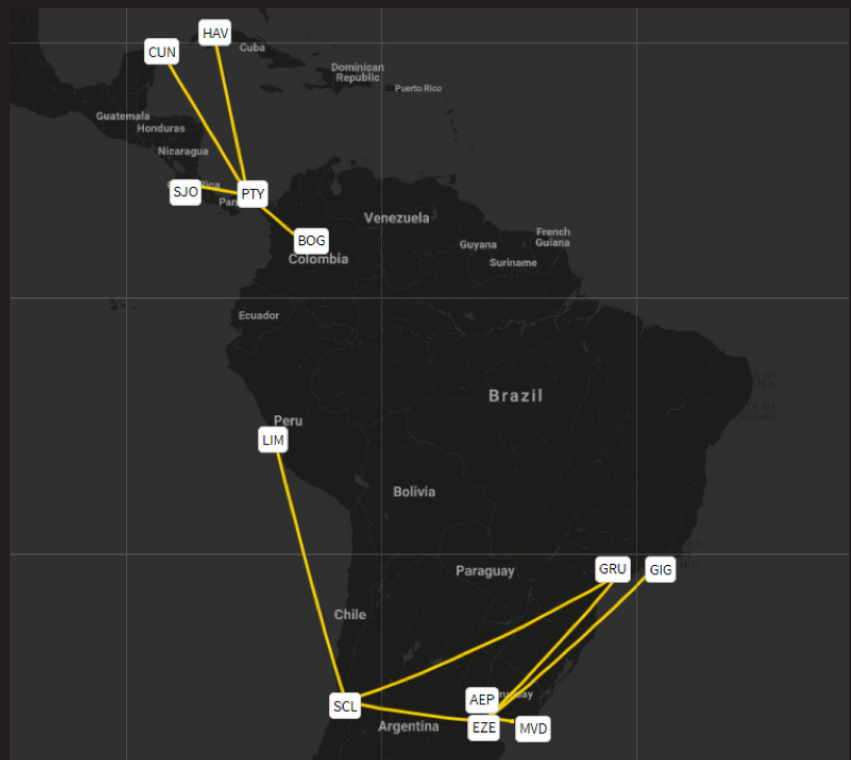 HAV
CUN
Cuba
Dominican
Republic
Puerto Rico
Guatemala
Honduras
Nicaragua
SJO
PTY
Venezuela
BOG
Colombia
Guyana
French
Guiana
Suriname
Ecuador
Brazil
Peru
LIM
Bolivia
Paraguay
GRU
GIG
Chile
SCL
AEP
Argentina
EZE
MVD